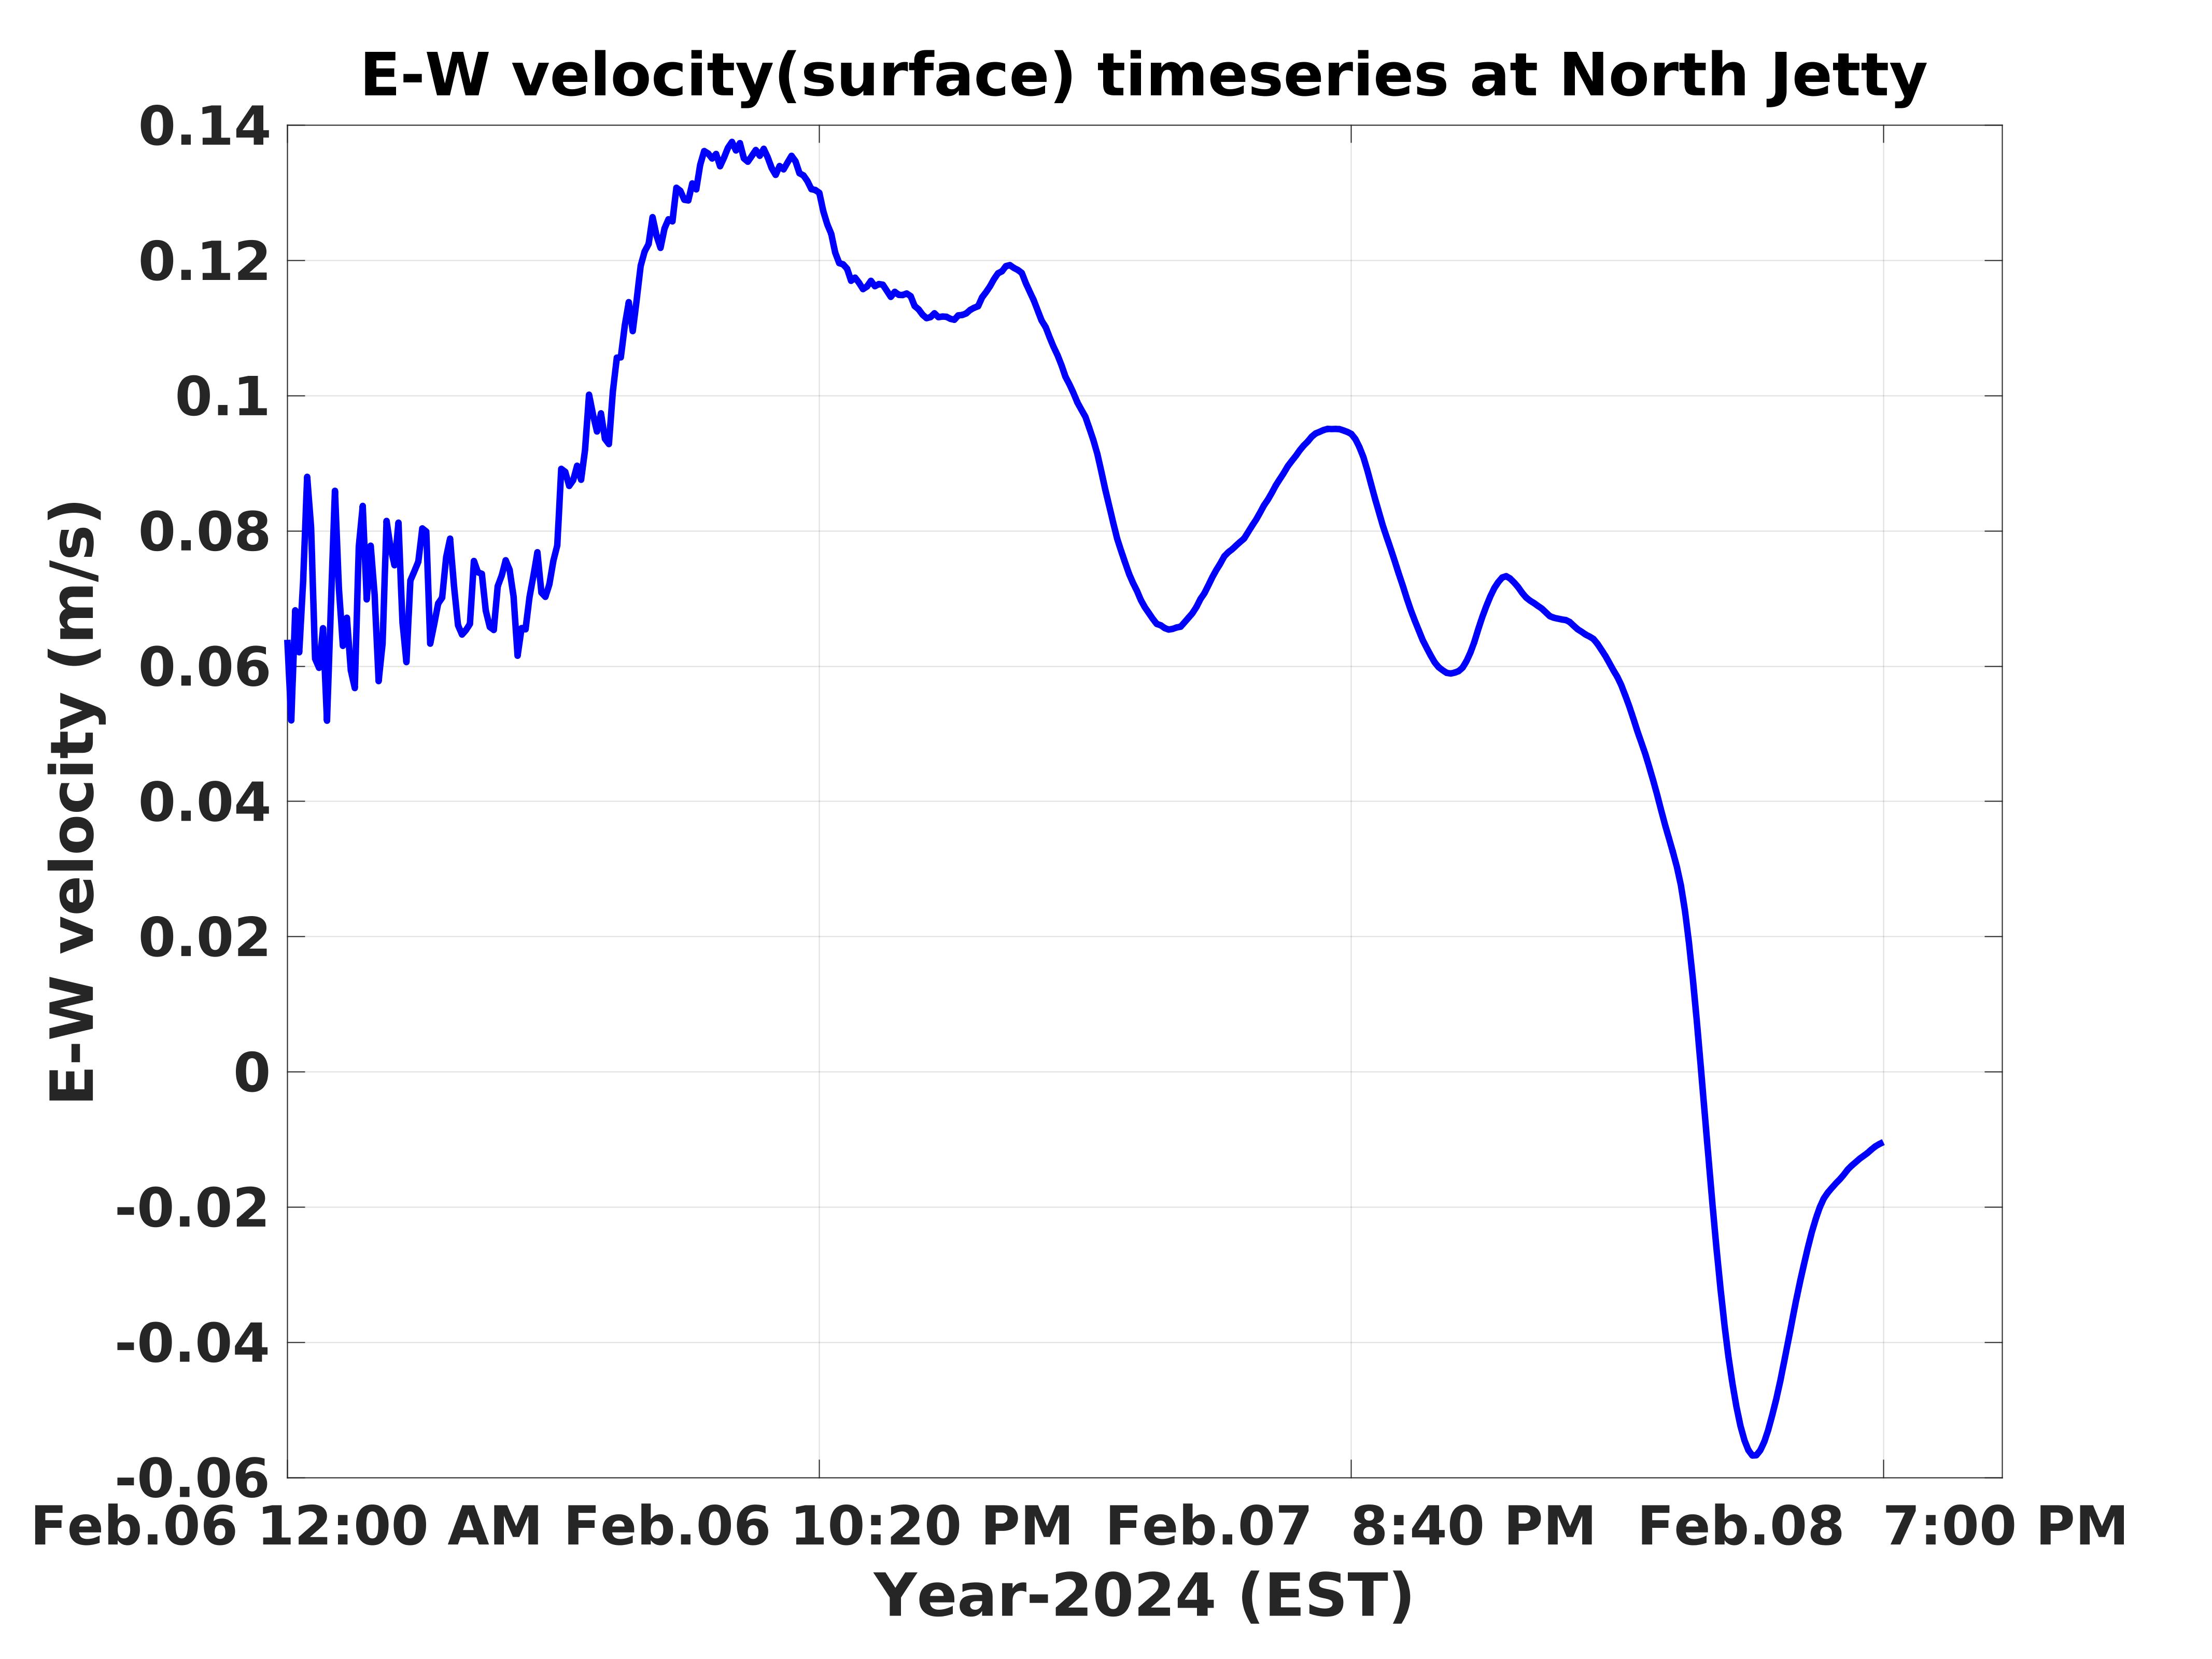 E-W velocity(surface) timeseries at North Jetty
0.14
0.12
0.1
0.08
0.06
0.04
0.02
0
-0.02
-0.04
-0.06
E-W velocity (m/s)
Feb.06 12:00 AM Feb.06 10:20 PM Feb.07 8:40 PM Feb.08 7:00 PM
Year-2024 (EST)